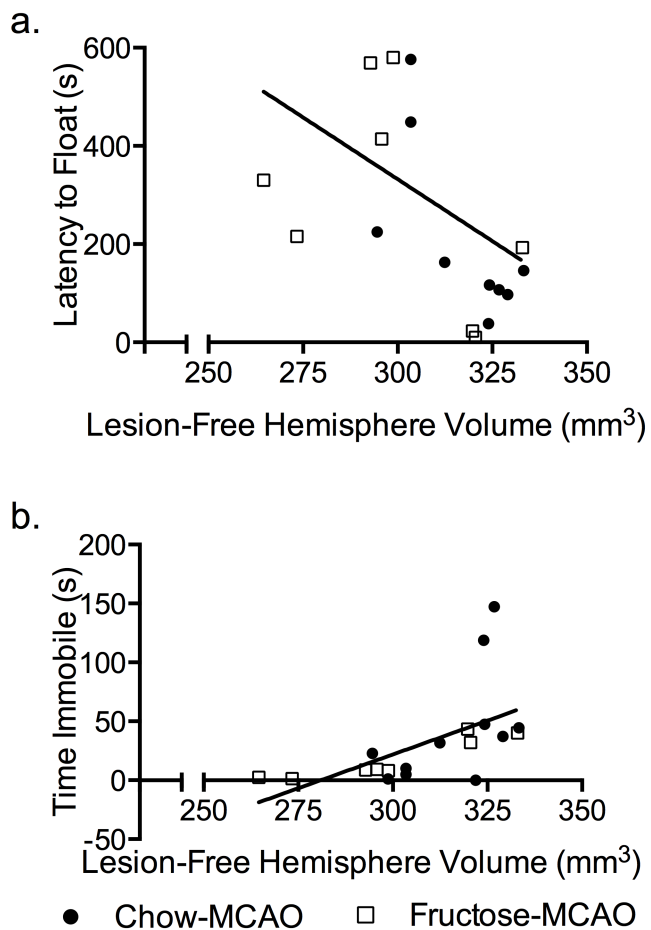 a.
600
400
200
0
Latency to Float (s)
250 275 300 325 350
Lesion-Free Hemisphere Volume (mm³)
b.
200
150
100
50
0
-50
Time Immobile (s)
250 275 300 325 350
Lesion-Free Hemisphere Volume (mm³)
Chow-MCAO Fructose-MCAO